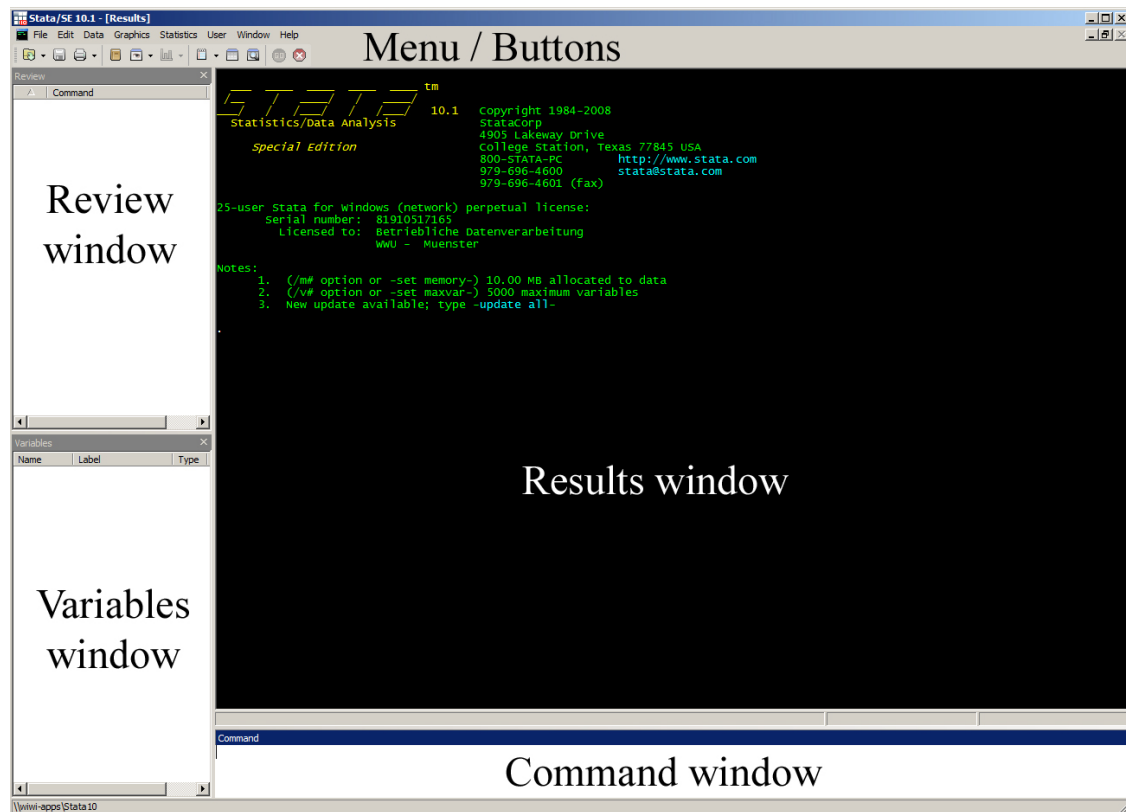 Stata/SE 10.1 - [Results]
File Edit Data Graphics Statistics User Window Help
Menu / Buttons
Review
Command
Review
window
Variables
Name Label Type
Variables
window
tm
STATA 10.1 Copyright 1984-2008
Statistics/Data Analysis StataCorp
4905 Lakeway Drive
Special Edition College Station, Texas 77845 USA
800-STATA-PC http://www.stata.com
979-696-4600 stata@stata.com
979-696-4601 (fax)
25-user Stata for Windows (network) perpetual license:
Serial number: 81910517165
Licensed to: Betriebliche Datenverarbeitung
WWU - Muenster
Notes:
1. (/m# option or -set memory-) 10.00 MB allocated to data
2. (/v# option or -set maxvar-) 5000 maximum variables
3. New update available; type -update all-
.
Results window
Command
Command window
\\wiwi-apps\Stata10